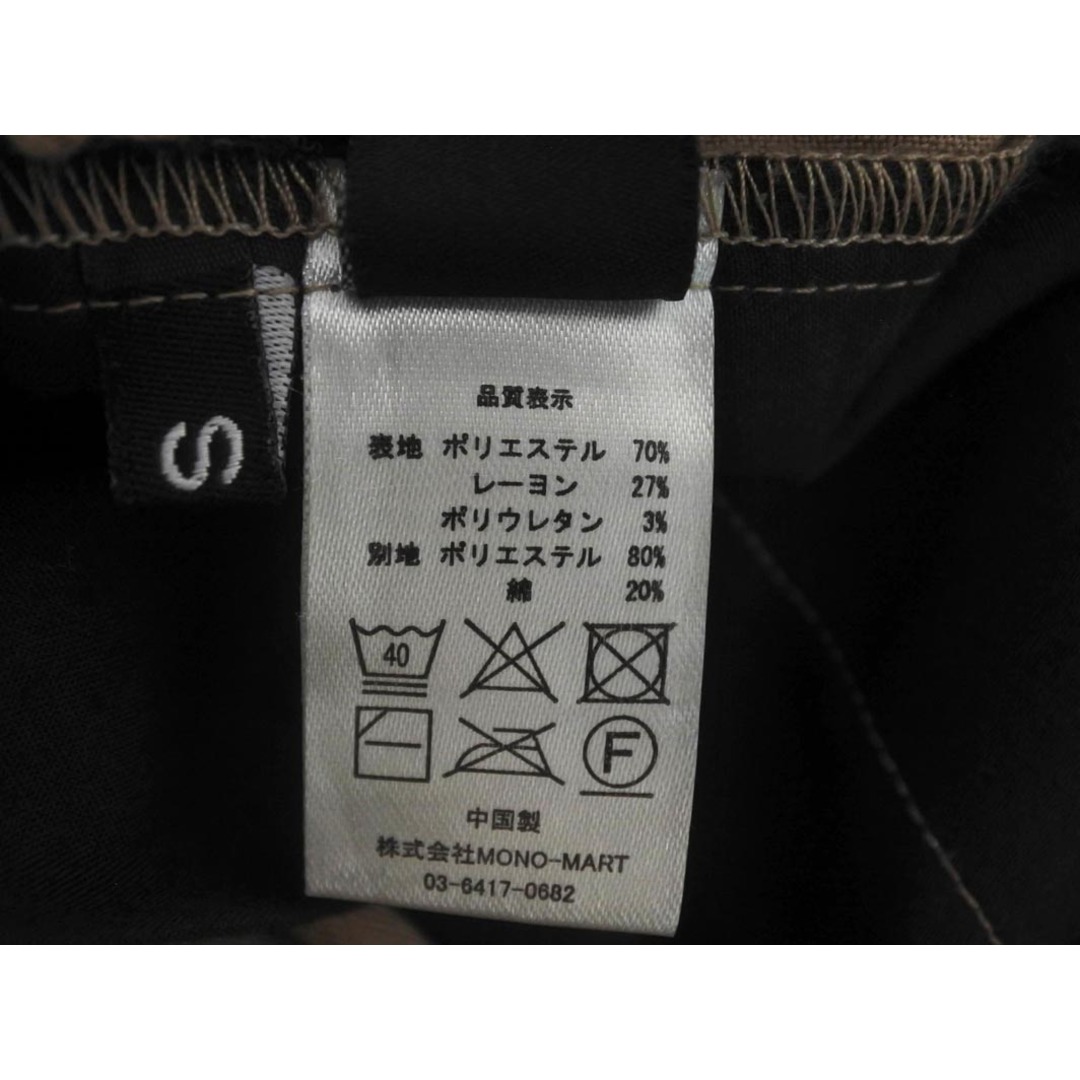 S
品質表示
表地 ポリエステル 70%
レーヨン 27%
ポリウレタン 3%
別地 ポリエステル 80%
綿 20%
40
F
中国製
株式会社MONO-MART
03-6417-0682